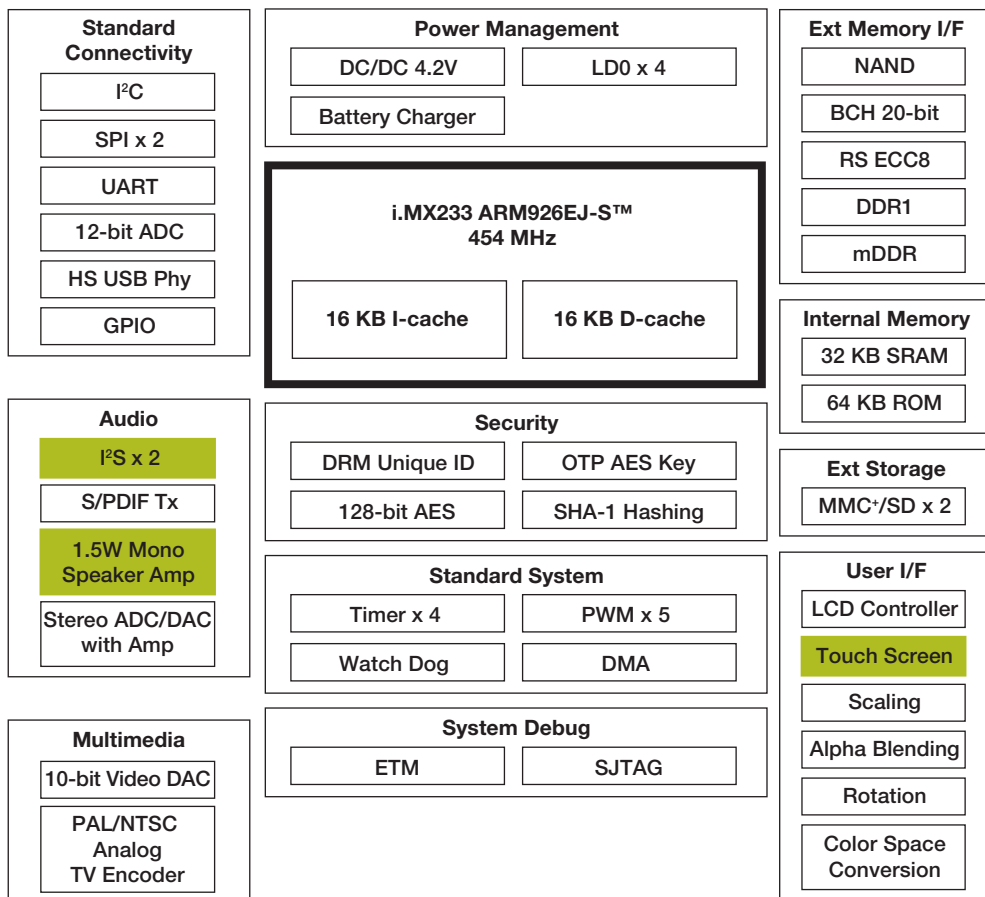 Standard
Connectivity
I²C
SPI x 2
UART
12-bit ADC
HS USB Phy
GPIO
Audio
I²S x 2
S/PDIF Tx
1.5W Mono
Speaker Amp
Stereo ADC/DAC
with Amp
Multimedia
10-bit Video DAC
PAL/NTSC
Analog
TV Encoder
Power Management
DC/DC 4.2V
LD0 x 4
Battery Charger
i.MX233 ARM926EJ-S™
454 MHz
16 KB I-cache
16 KB D-cache
Security
DRM Unique ID
OTP AES Key
128-bit AES
SHA-1 Hashing
Standard System
Timer x 4
PWM x 5
Watch Dog
DMA
System Debug
ETM
SJTAG
Ext Memory I/F
NAND
BCH 20-bit
RS ECC8
DDR1
mDDR
Internal Memory
32 KB SRAM
64 KB ROM
Ext Storage
MMC⁺/SD x 2
User I/F
LCD Controller
Touch Screen
Scaling
Alpha Blending
Rotation
Color Space
Conversion